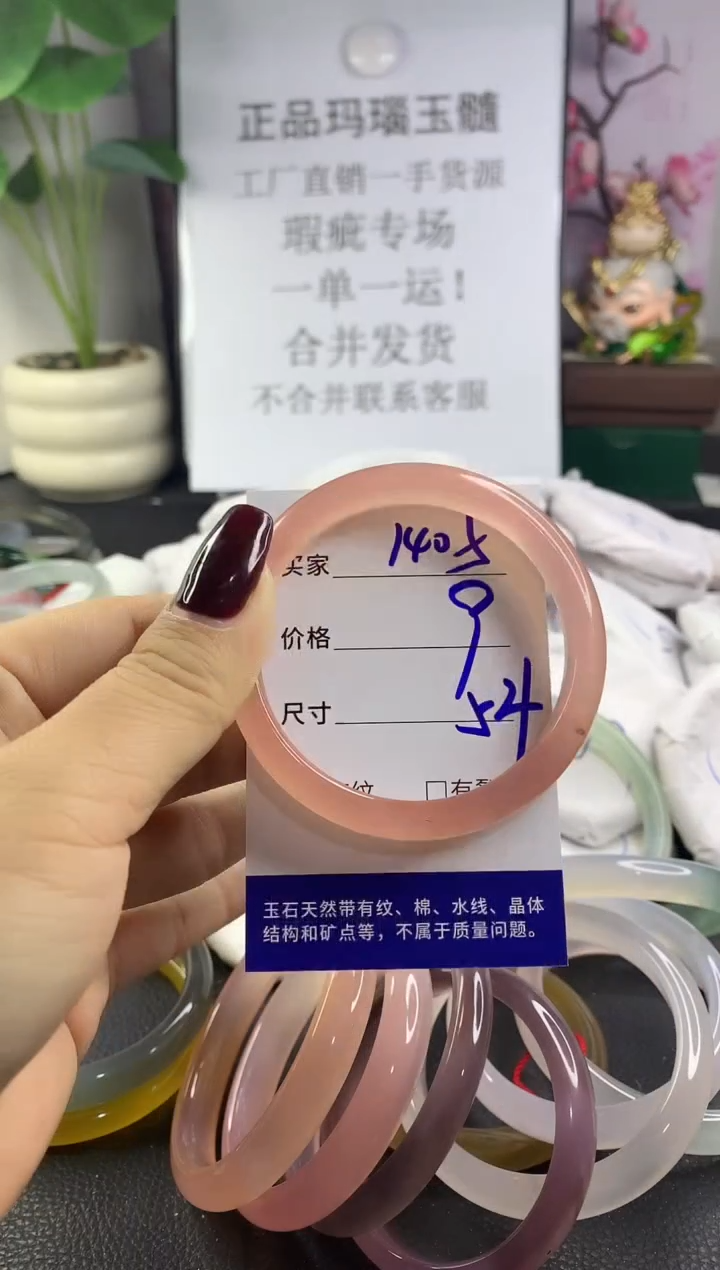 正品玛瑙玉髓
工厂直销一手货源
瑕疵专场
一单一运！
合并发货
不合并联系客服
买家 140
价格 9
尺寸 54
纹 □有
玉石天然带有纹、棉、水线、晶体
结构和矿点等，不属于质量问题。